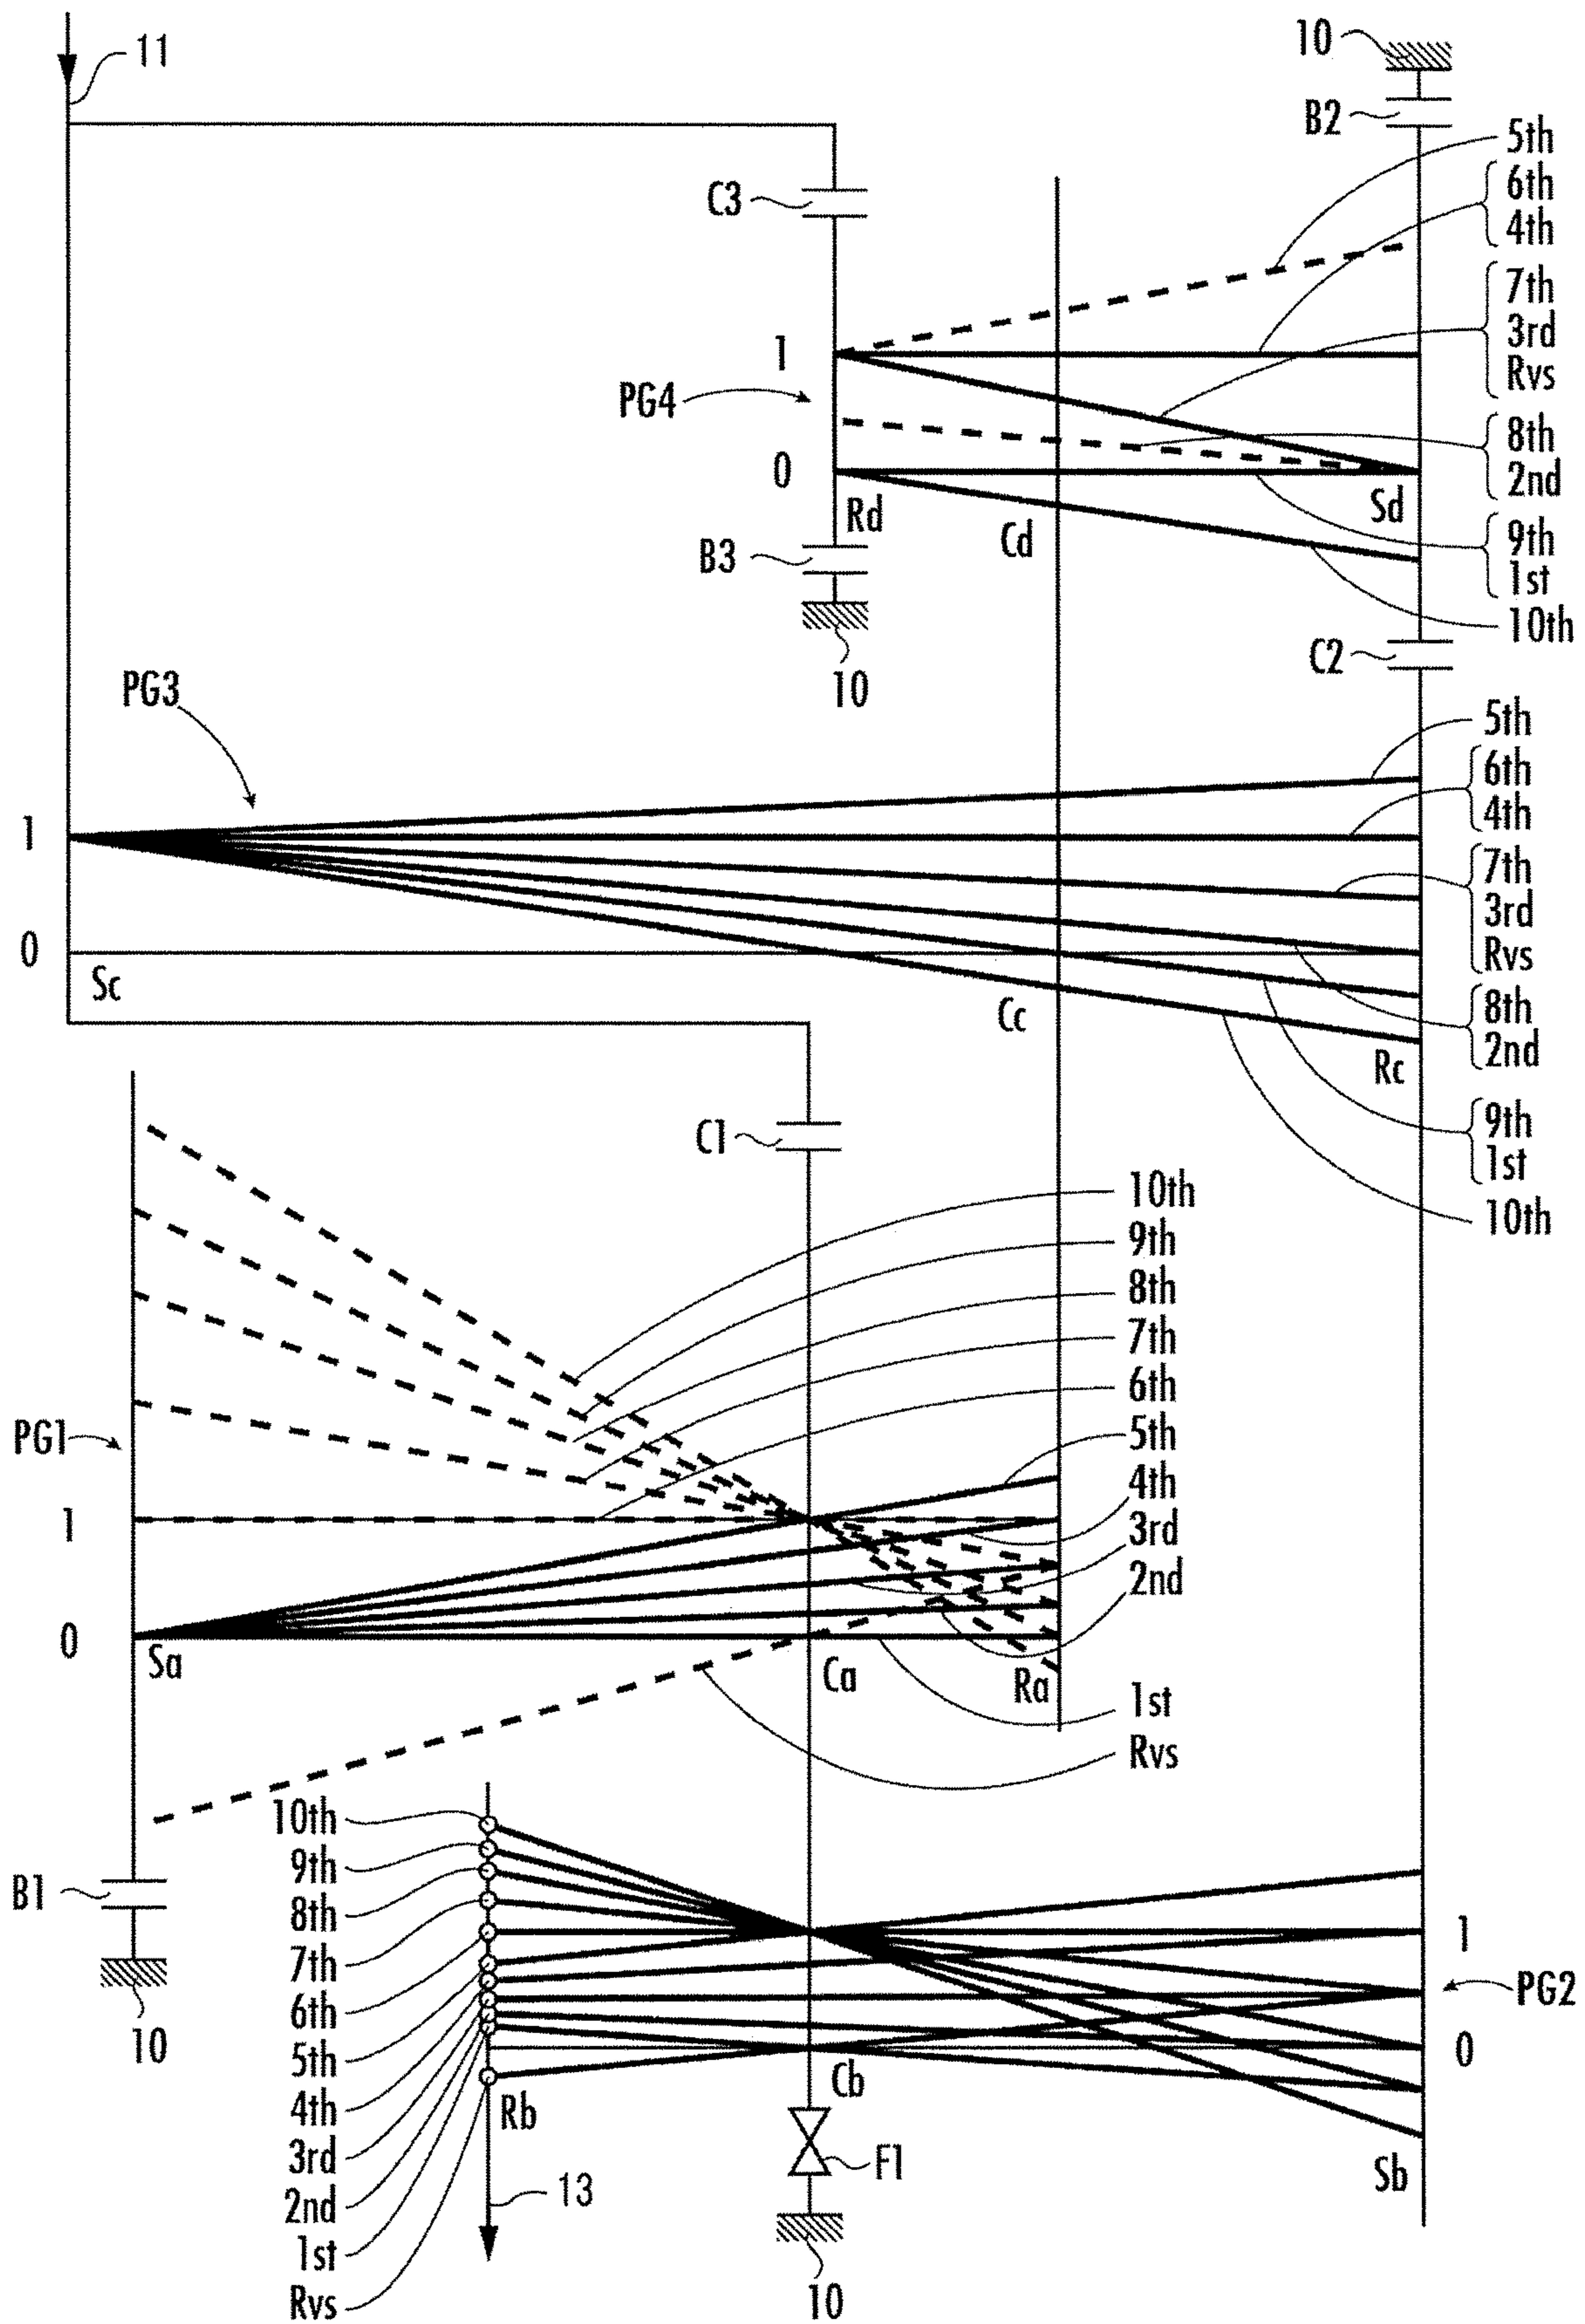 11
10
B2
5th
6th
4th
C3
7th
3rd
Rvs
1
PG4
8th
2nd
0
Rd
Cd
Sd
9th
1st
B3
10th
10
C2
PG3
5th
6th
4th
1
7th
3rd
Rvs
0
Sc
Cc
Rc
8th
2nd
9th
1st
10th
C1
10th
9th
8th
7th
6th
5th
4th
3rd
2nd
PG1
1
0
Sa
Ca
Ra
1st
Rvs
10th
9th
8th
7th
6th
5th
4th
3rd
2nd
1st
Rvs
B1
10
1
PG2
0
Rb
Cb
Sb
13
F1
10